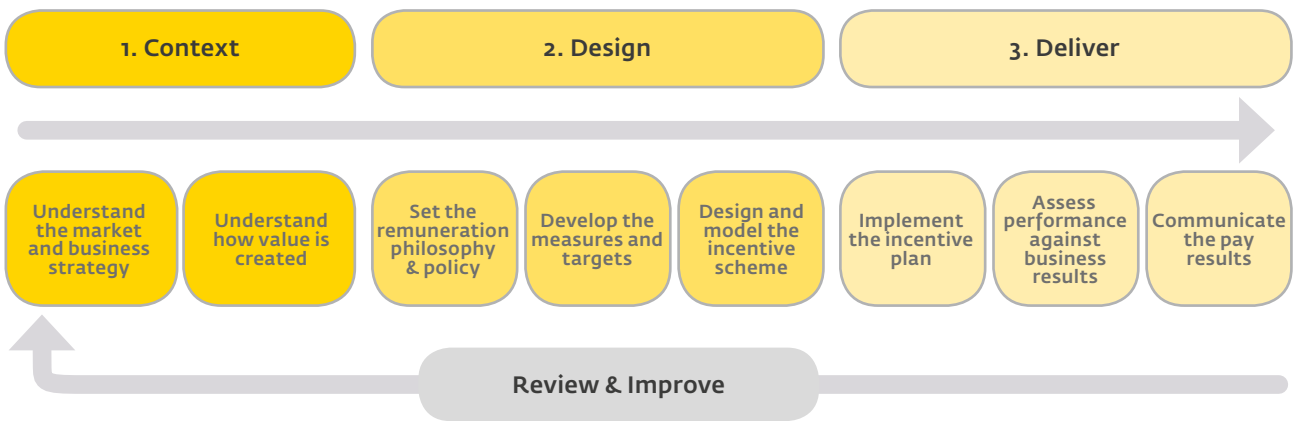 1. Context
2. Design
3. Deliver
Understand
the market
and business
strategy
Understand
how value is
created
Set the
remuneration
philosophy
& policy
Develop the
measures and
targets
Design and
model the
incentive
scheme
Implement
the incentive
plan
Assess
performance
against
business
results
Communicate
the pay
results
Review & Improve